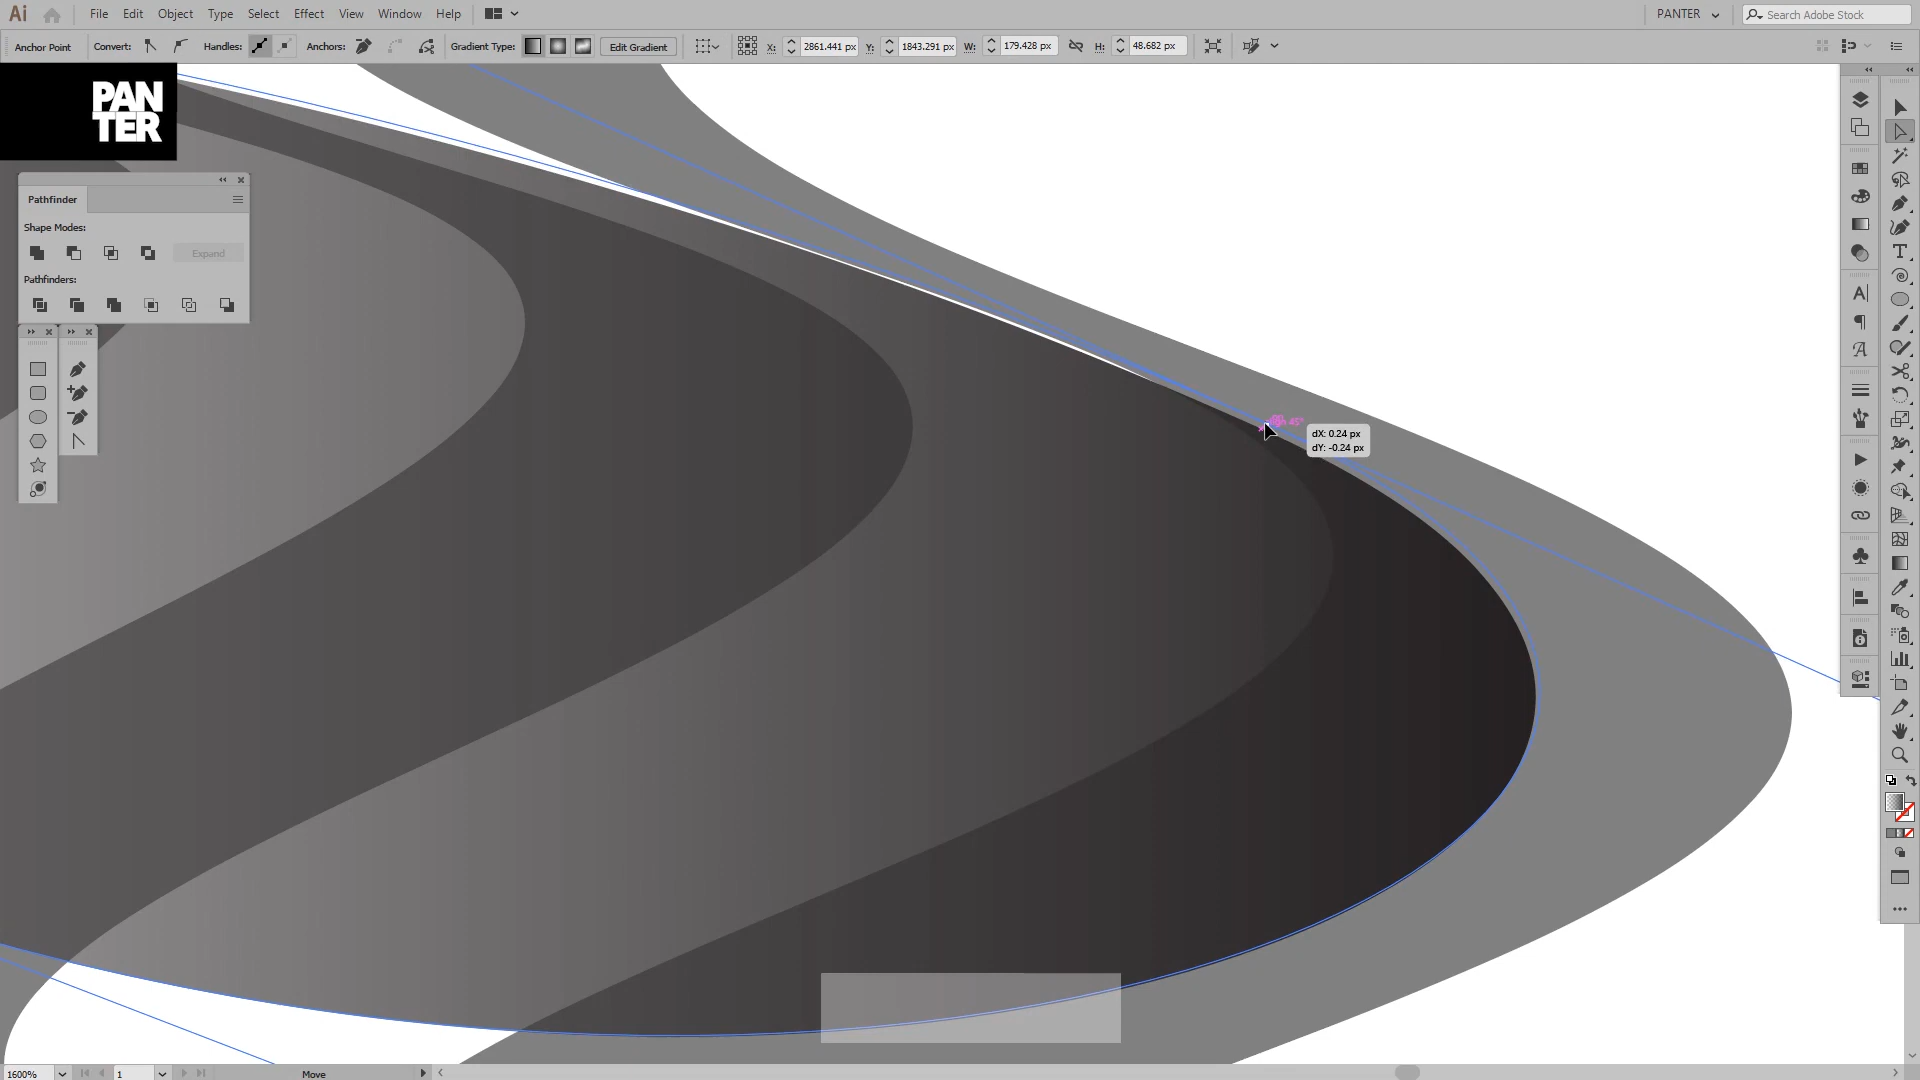 Ai File Edit Object Type Select Effect View Window Help PANTER Search Adobe Stock
Anchor Point Convert: Handles: Anchors: Gradient Type: Edit Gradient X: 2861.441 px Y: 1843.291 px W: 179.428 px H: 48.682 px
PAN
TER
Pathfinder
Shape Modes:
Expand
Pathfinders:
45°
dX: 0.24 px
dY: -0.24 px
1600% 1 Move